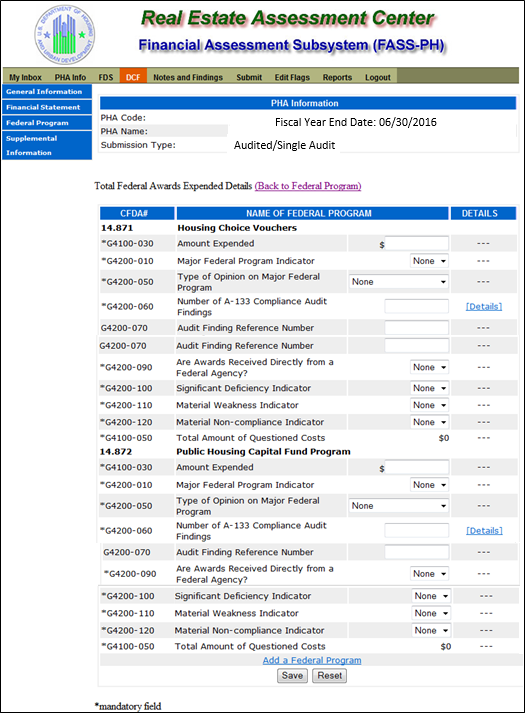 U.S. DEPARTMENT OF HOUSING
AND URBAN DEVELOPMENT
Real Estate Assessment Center
Financial Assessment Subsystem (FASS-PH)
My Inbox PHA Info FDS DCF Notes and Findings Submit Edit Flags Reports Logout
General Information
Financial Statement
Federal Program
Supplemental
Information
PHA Information
PHA Code:
Fiscal Year End Date: 06/30/2016
PHA Name:
Submission Type: Audited/Single Audit
Total Federal Awards Expended Details (Back to Federal Program)
CFDA# NAME OF FEDERAL PROGRAM DETAILS
14.871 Housing Choice Vouchers
*G4100-030 Amount Expended $ ---
*G4200-010 Major Federal Program Indicator None ---
*G4200-050 Type of Opinion on Major Federal
Program None ---
*G4200-060 Number of A-133 Compliance Audit
Findings [Details]
G4200-070 Audit Finding Reference Number ---
G4200-070 Audit Finding Reference Number ---
*G4200-090 Are Awards Received Directly from a
Federal Agency? None ---
*G4200-100 Significant Deficiency Indicator None ---
*G4200-110 Material Weakness Indicator None ---
*G4200-120 Material Non-compliance Indicator None ---
*G4100-050 Total Amount of Questioned Costs $0 ---
14.872 Public Housing Capital Fund Program
*G4100-030 Amount Expended $ ---
*G4200-010 Major Federal Program Indicator None ---
*G4200-050 Type of Opinion on Major Federal
Program None ---
*G4200-060 Number of A-133 Compliance Audit
Findings [Details]
G4200-070 Audit Finding Reference Number ---
*G4200-090 Are Awards Received Directly from a
Federal Agency? None ---
*G4200-100 Significant Deficiency Indicator None ---
*G4200-110 Material Weakness Indicator None ---
*G4200-120 Material Non-compliance Indicator None ---
*G4100-050 Total Amount of Questioned Costs $0 ---
Add a Federal Program
Save Reset
*mandatory field